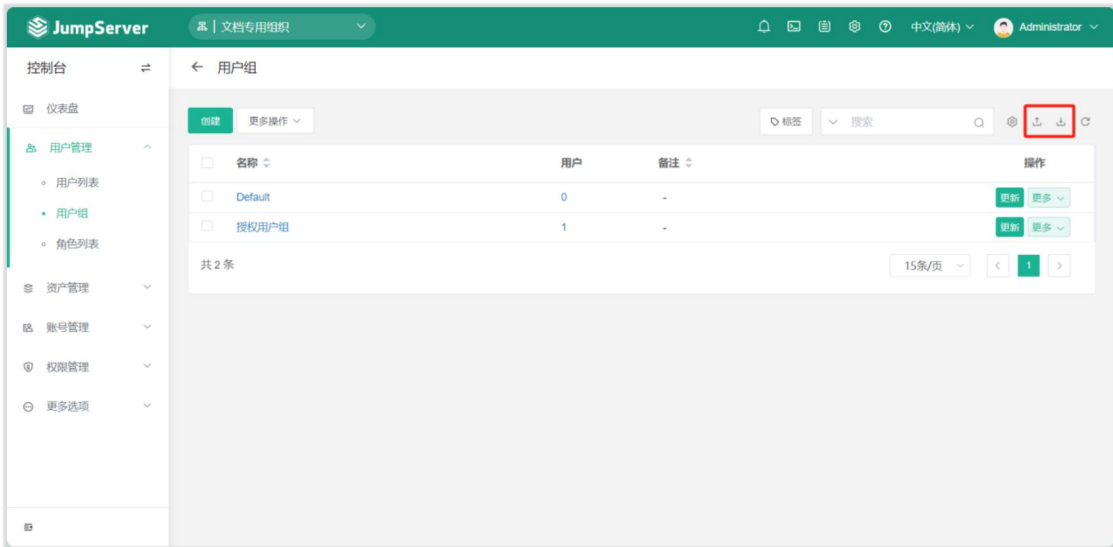 JumpServer 文档专用组织 中文(简体) Administrator
控制台 用户组
仪表盘
创建 更多操作 标签 搜索
用户管理
名称 用户 备注 操作
用户列表
Default 0 - 更新 更多
用户组
授权用户组 1 - 更新 更多
角色列表
共 2 条 15条/页 < 1 >
资产管理
账号管理
权限管理
更多选项